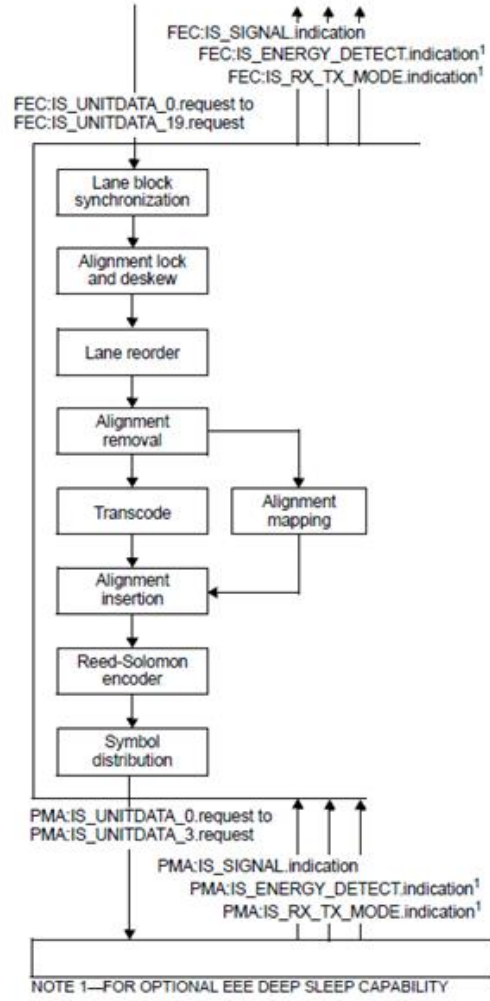 FEC:IS_SIGNAL.indication
FEC:IS_ENERGY_DETECT.indication¹
FEC:IS_RX_TX_MODE.indication¹
FEC:IS_UNITDATA_0.request to
FEC:IS_UNITDATA_19.request
Lane block
synchronization
Alignment lock
and deskew
Lane reorder
Alignment
removal
Transcode
Alignment
mapping
Alignment
insertion
Reed-Solomon
encoder
Symbol
distribution
PMA:IS_UNITDATA_0.request to
PMA:IS_UNITDATA_3.request
PMA:IS_SIGNAL.indication
PMA:IS_ENERGY_DETECT.indication¹
PMA:IS_RX_TX_MODE.indication¹
NOTE 1—FOR OPTIONAL EEE DEEP SLEEP CAPABILITY